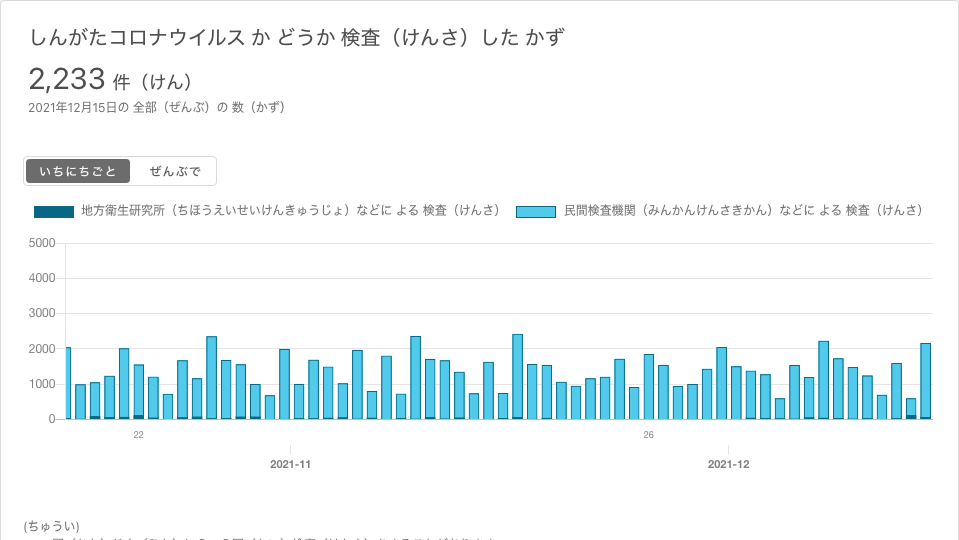 しんがたコロナウイルス か どうか 検査（けんさ）した かず
2,233 件（けん）
2021年12月15日の 全部（ぜんぶ）の 数（かず）
いちにちごと ぜんぶで
地方衛生研究所（ちほうえいせいけんきゅうじょ）などに よる 検査（けんさ） 民間検査機関（みんかんけんさきかん）などに よる 検査（けんさ）
5000
4000
3000
2000
1000
0
22 26
2021-11 2021-12
(ちゅうい)